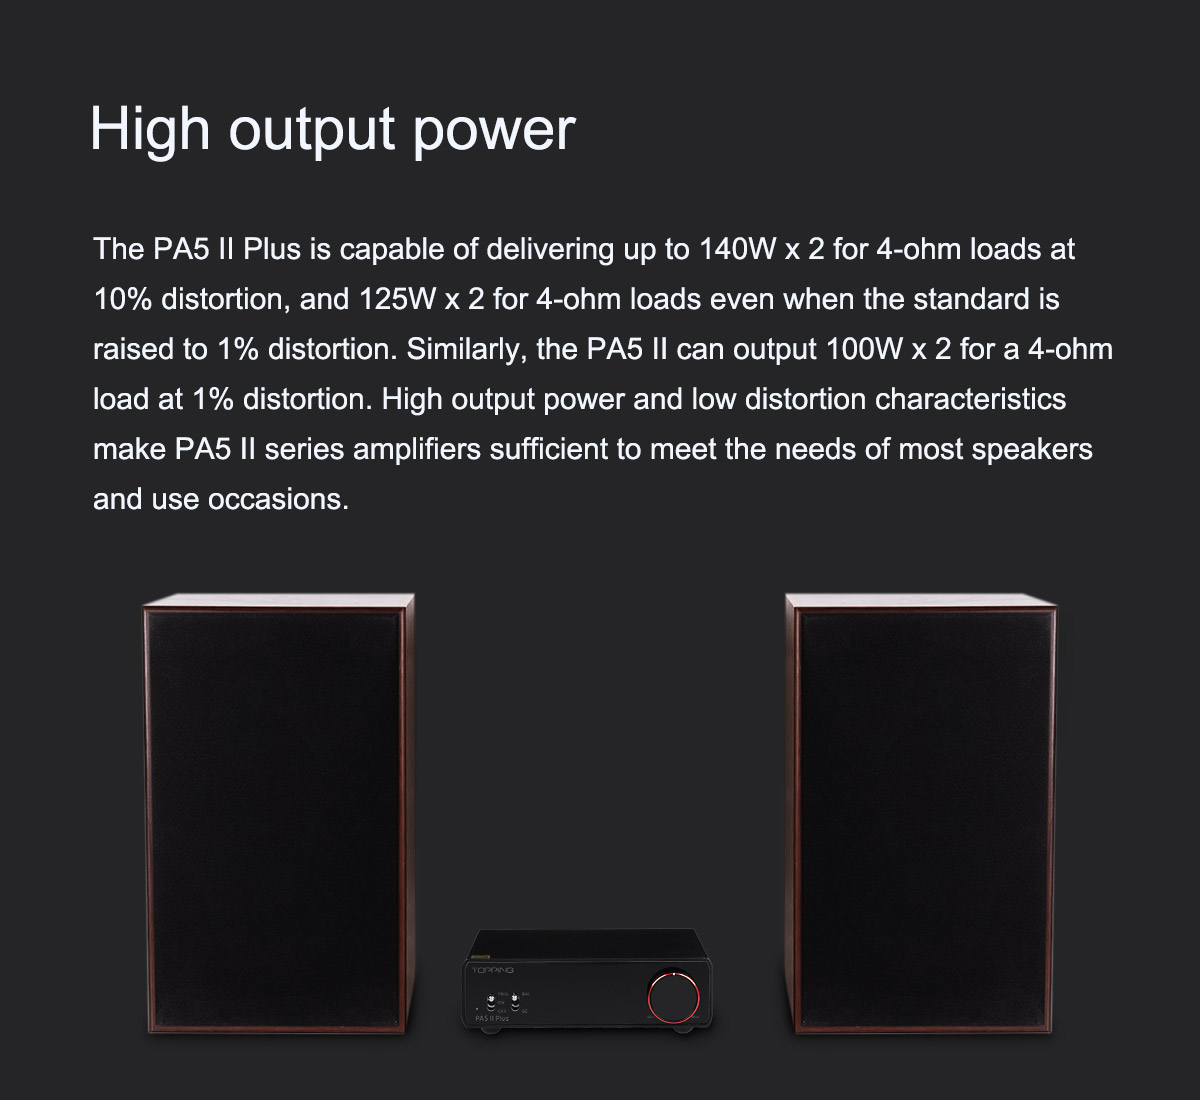 High output power
The PA5 II Plus is capable of delivering up to 140W x 2 for 4-ohm loads at
10% distortion, and 125W x 2 for 4-ohm loads even when the standard is
raised to 1% distortion. Similarly, the PA5 II can output 100W x 2 for a 4-ohm
load at 1% distortion. High output power and low distortion characteristics
make PA5 II series amplifiers sufficient to meet the needs of most speakers
and use occasions.
TOPPING
PA5 II Plus